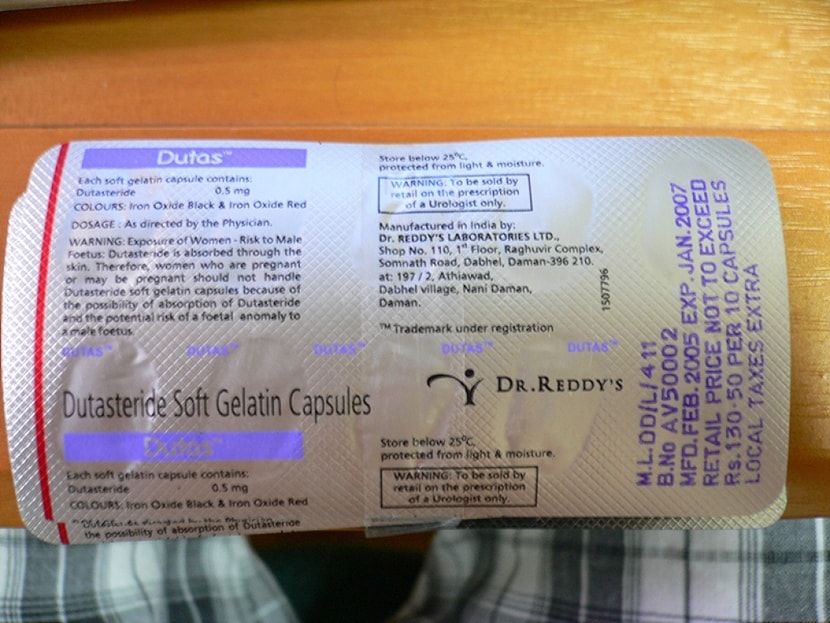 Dutas™
Each soft gelatin capsule contains:
Dutasteride 0.5 mg
COLOURS: Iron Oxide Black & Iron Oxide Red
DOSAGE : As directed by the Physician.
WARNING: Exposure of Women - Risk to Male
Foetus: Dutasteride is absorbed through the
skin. Therefore, women who are pregnant
or may be pregnant should not handle
Dutasteride soft gelatin capsules because of
the possibility of absorption of Dutasteride
and the potential risk of a foetal anomaly to
a male foetus.
Store below 25°C,
protected from light & moisture.
WARNING: To be sold by
retail on the prescription
of a Urologist only.
Manufactured in India by:
Dr. REDDY'S LABORATORIES LTD.,
Shop No. 110, 1st Floor, Raghuvir Complex,
Somnath Road, Dabhel, Daman-396 210.
at: 197 / 2, Athiawad,
Dabhel village, Nani Daman,
Daman.
1507796
™ Trademark under registration
DUTAS™ DUTAS™ DUTAS™ DUTAS™ DUTAS™
Dutasteride Soft Gelatin Capsules
DR.REDDY'S
Dutas™
Each soft gelatin capsule contains:
Dutasteride 0.5 mg
COLOURS: Iron Oxide Black & Iron Oxide Red
the possibility of absorption of Dutasteride
Store below 25°C,
protected from light & moisture.
WARNING: To be sold by
retail on the prescription
of a Urologist only.
M.L.DD/L/411
B.No AV50002
MFD.FEB.2005 EXP.JAN.2007
RETAIL PRICE NOT TO EXCEED
Rs.130-50 PER 10 CAPSULES
LOCAL TAXES EXTRA